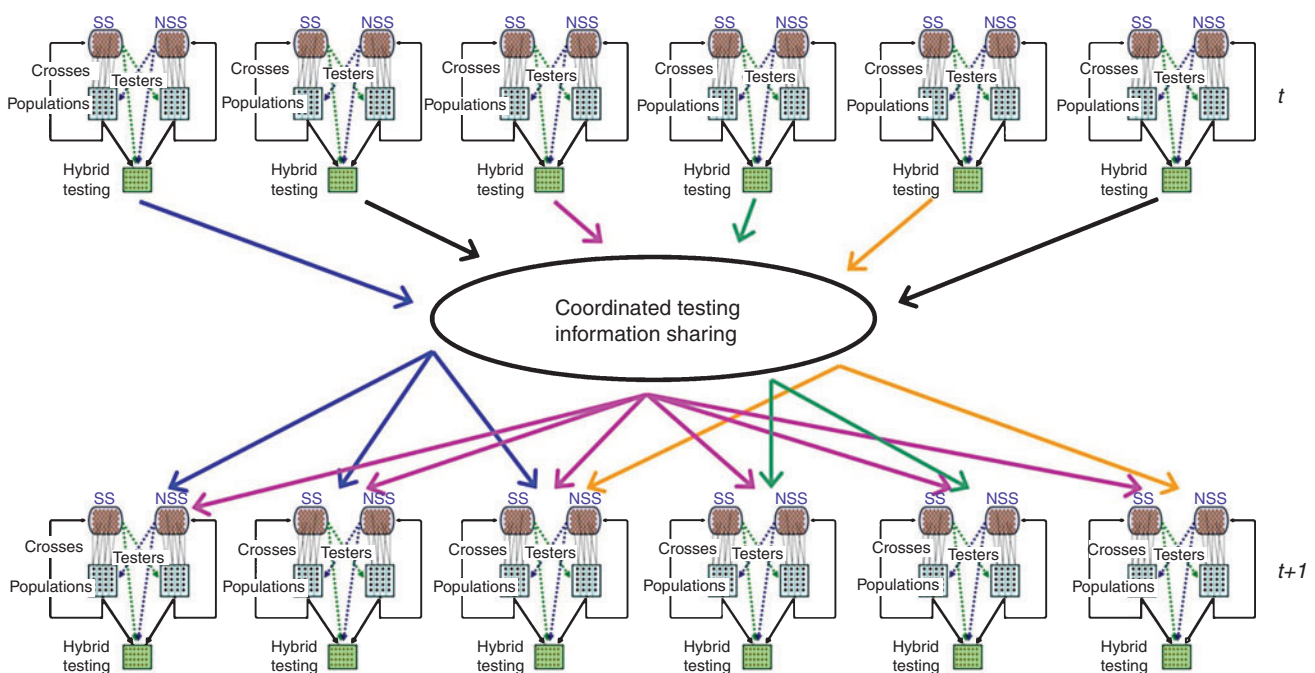 SS NSS SS NSS SS NSS SS NSS SS NSS SS NSS
Crosses Crosses Crosses Crosses Crosses Crosses
Testers Testers Testers Testers Testers Testers
Populations Populations Populations Populations Populations Populations
t
Hybrid Hybrid Hybrid Hybrid Hybrid Hybrid
testing testing testing testing testing testing
Coordinated testing
information sharing
SS NSS SS NSS SS NSS SS NSS SS NSS SS NSS
Crosses Crosses Crosses Crosses Crosses Crosses
Testers Testers Testers Testers Testers Testers
Populations Populations Populations Populations Populations Populations
t+1
Hybrid Hybrid Hybrid Hybrid Hybrid Hybrid
testing testing testing testing testing testing